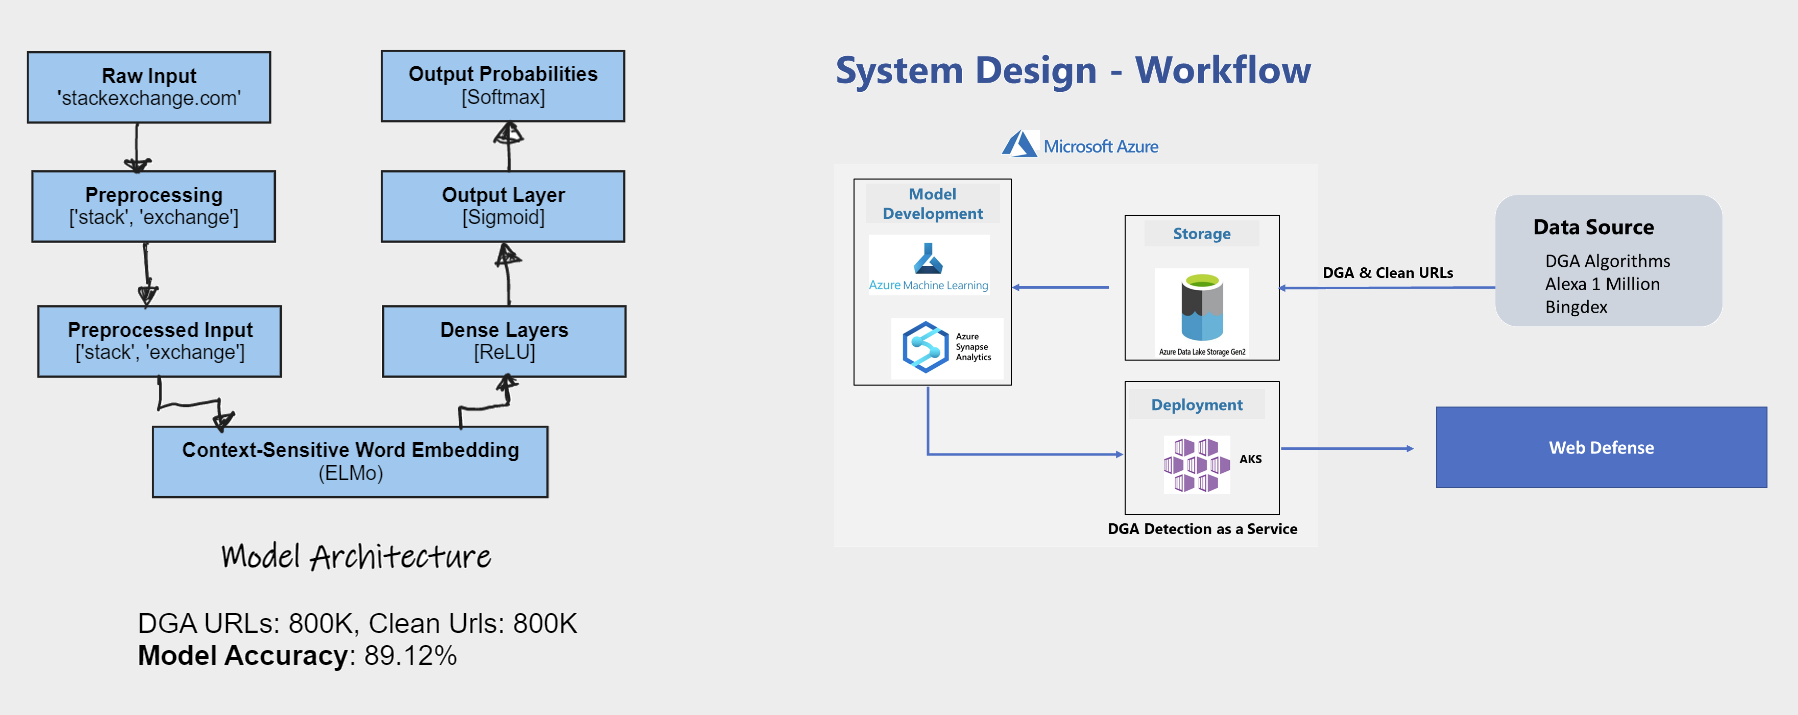 Raw Input
'stackexchange.com'
Preprocessing
['stack', 'exchange']
Preprocessed Input
['stack', 'exchange']
Context-Sensitive Word Embedding
(ELMo)
Dense Layers
[ReLU]
Output Layer
[Sigmoid]
Output Probabilities
[Softmax]
Model Architecture
DGA URLs: 800K, Clean Urls: 800K
Model Accuracy: 89.12%
System Design - Workflow
Microsoft Azure
Model
Development
Azure Machine Learning
Azure
Synapse
Analytics
Storage
Azure Data Lake Storage Gen2
DGA & Clean URLs
Data Source
DGA Algorithms
Alexa 1 Million
Bingdex
Deployment
AKS
DGA Detection as a Service
Web Defense